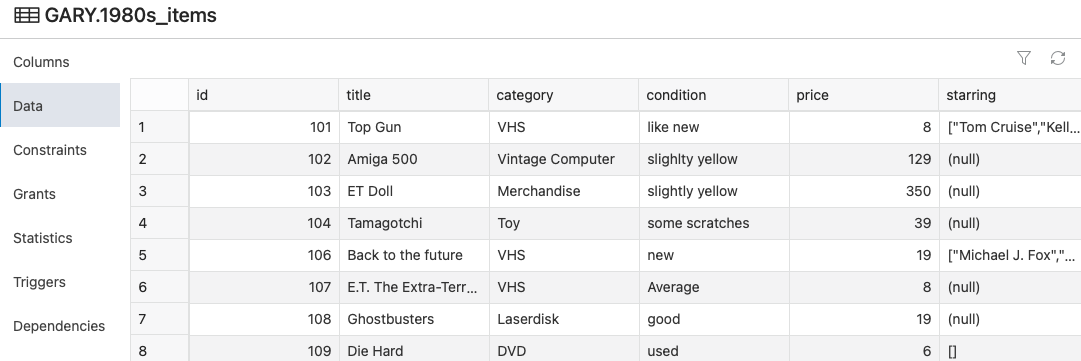 GARY.1980s_items
Columns
Data
Constraints
Grants
Statistics
Triggers
Dependencies
id title category condition price starring
1 101 Top Gun VHS like new 8 ["Tom Cruise","Kell...
2 102 Amiga 500 Vintage Computer slighlty yellow 129 (null)
3 103 ET Doll Merchandise slightly yellow 350 (null)
4 104 Tamagotchi Toy some scratches 39 (null)
5 106 Back to the future VHS new 19 ["Michael J. Fox","...
6 107 E.T. The Extra-Terr... VHS Average 8 (null)
7 108 Ghostbusters Laserdisk good 19 (null)
8 109 Die Hard DVD used 6 []